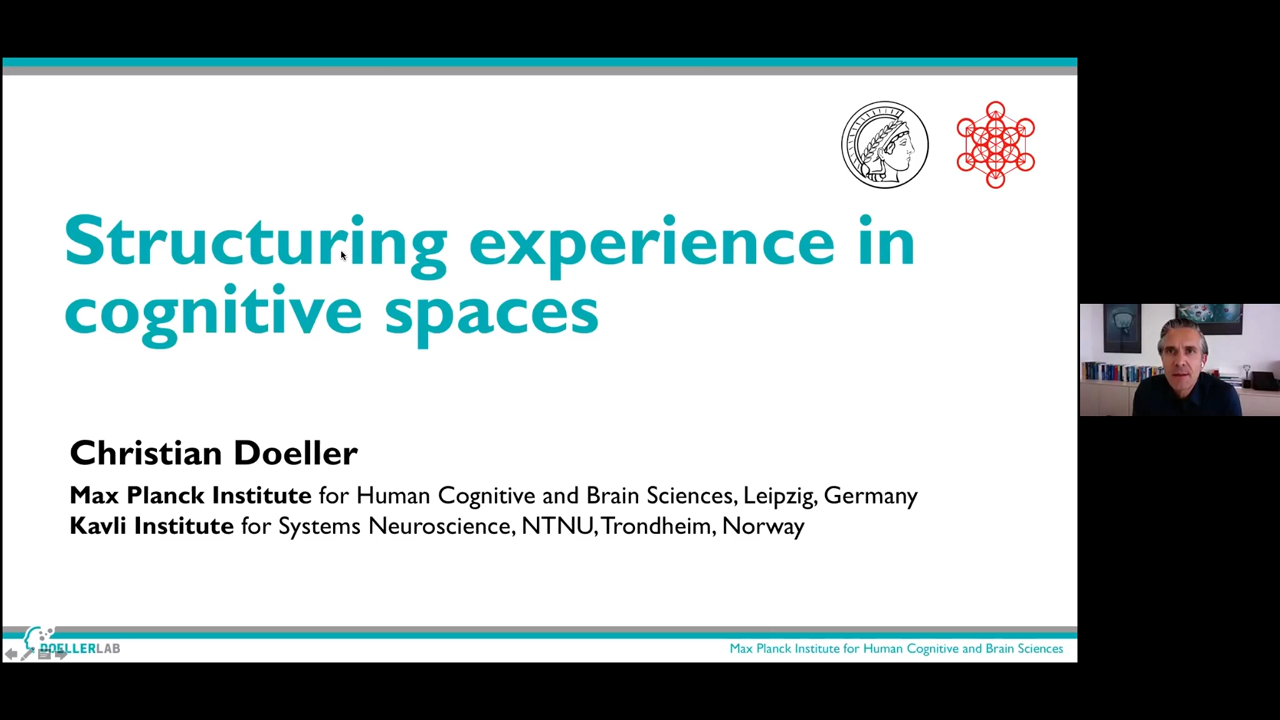 Structuring experience in
cognitive spaces
Christian Doeller
Max Planck Institute for Human Cognitive and Brain Sciences, Leipzig, Germany
Kavli Institute for Systems Neuroscience, NTNU, Trondheim, Norway
DOELLERLAB
Max Planck Institute for Human Cognitive and Brain Sciences